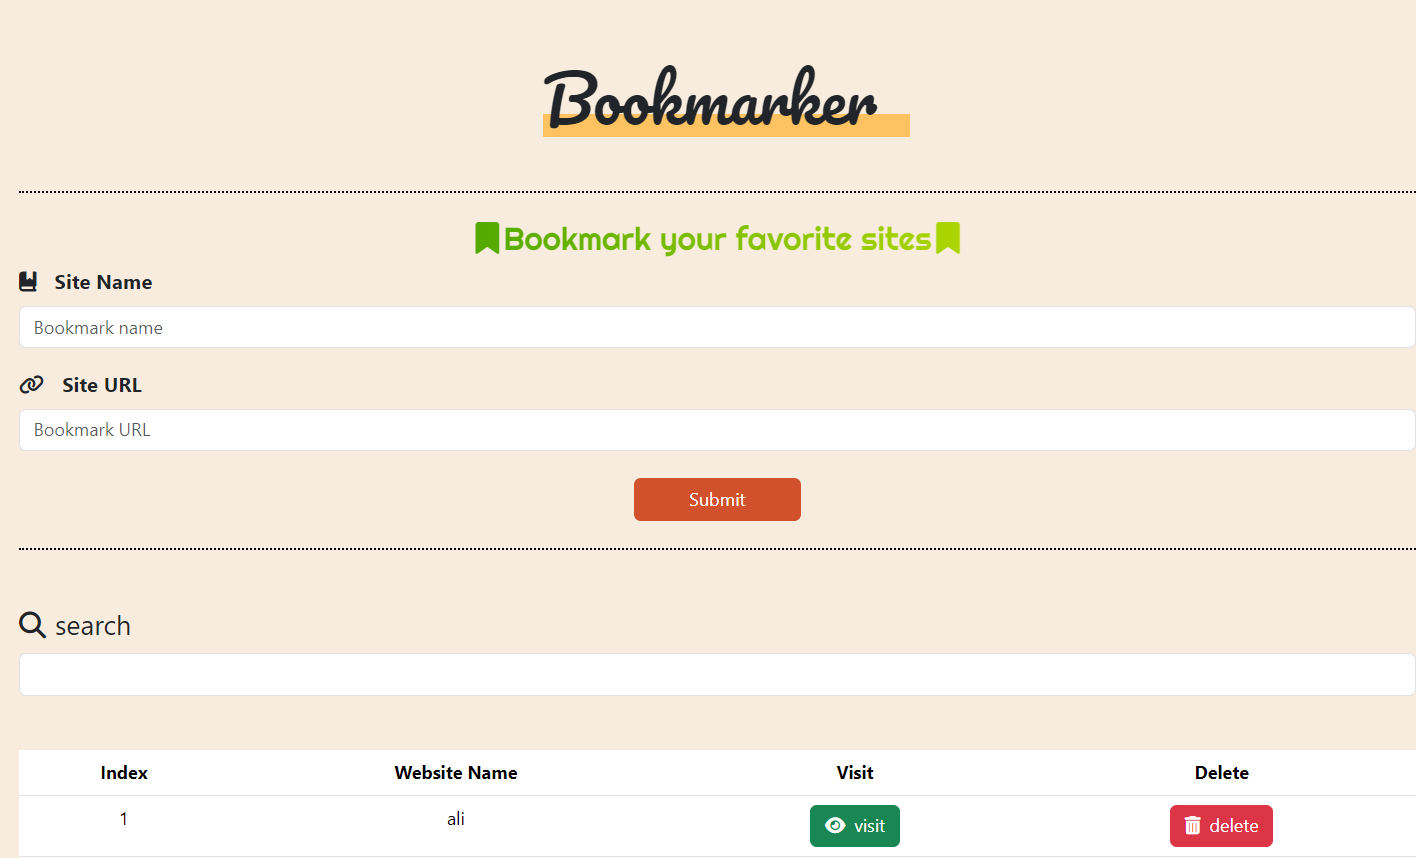 Bookmarker
Bookmark your favorite sites
Site Name
Bookmark name
Site URL
Bookmark URL
Submit
search
Index Website Name Visit Delete
1 ali visit delete